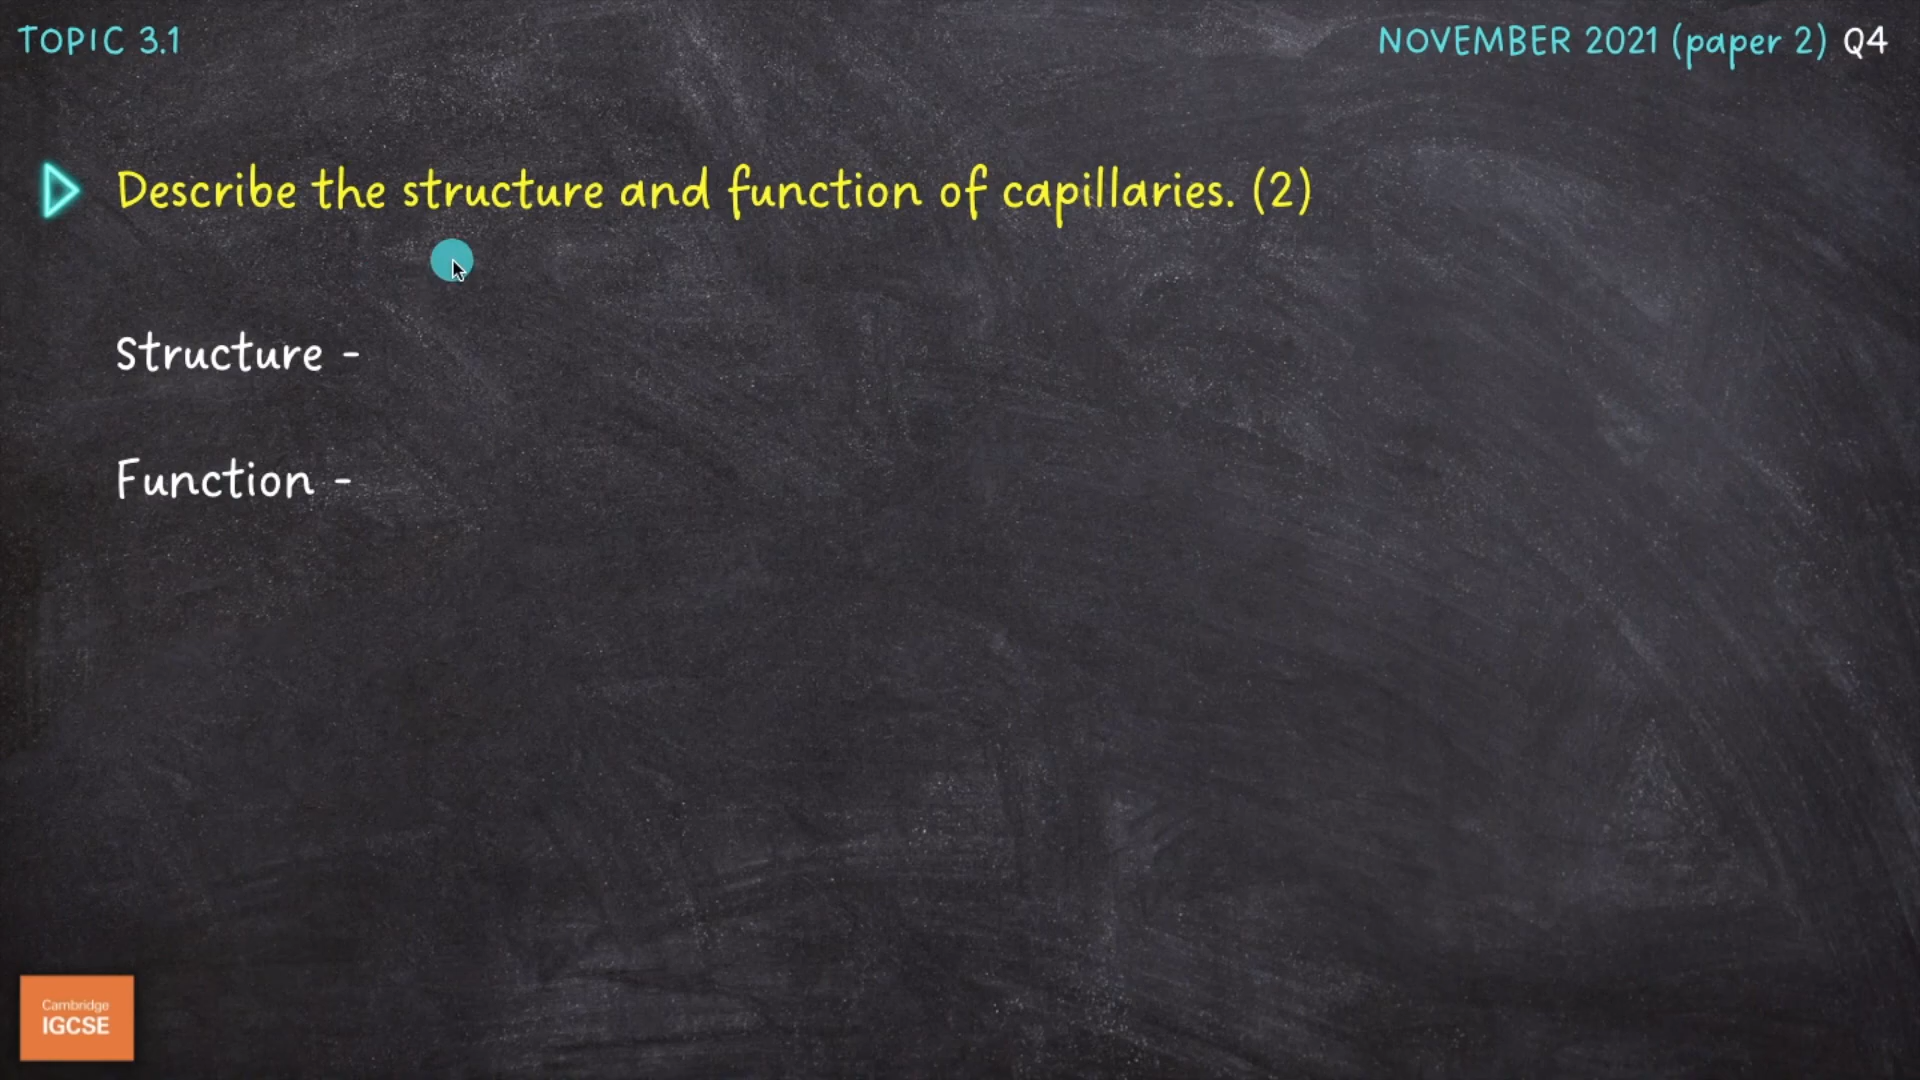 TOPIC 3.1
NOVEMBER 2021 (paper 2) Q4
Describe the structure and function of capillaries. (2)
Structure -
Function -
Cambridge
IGCSE